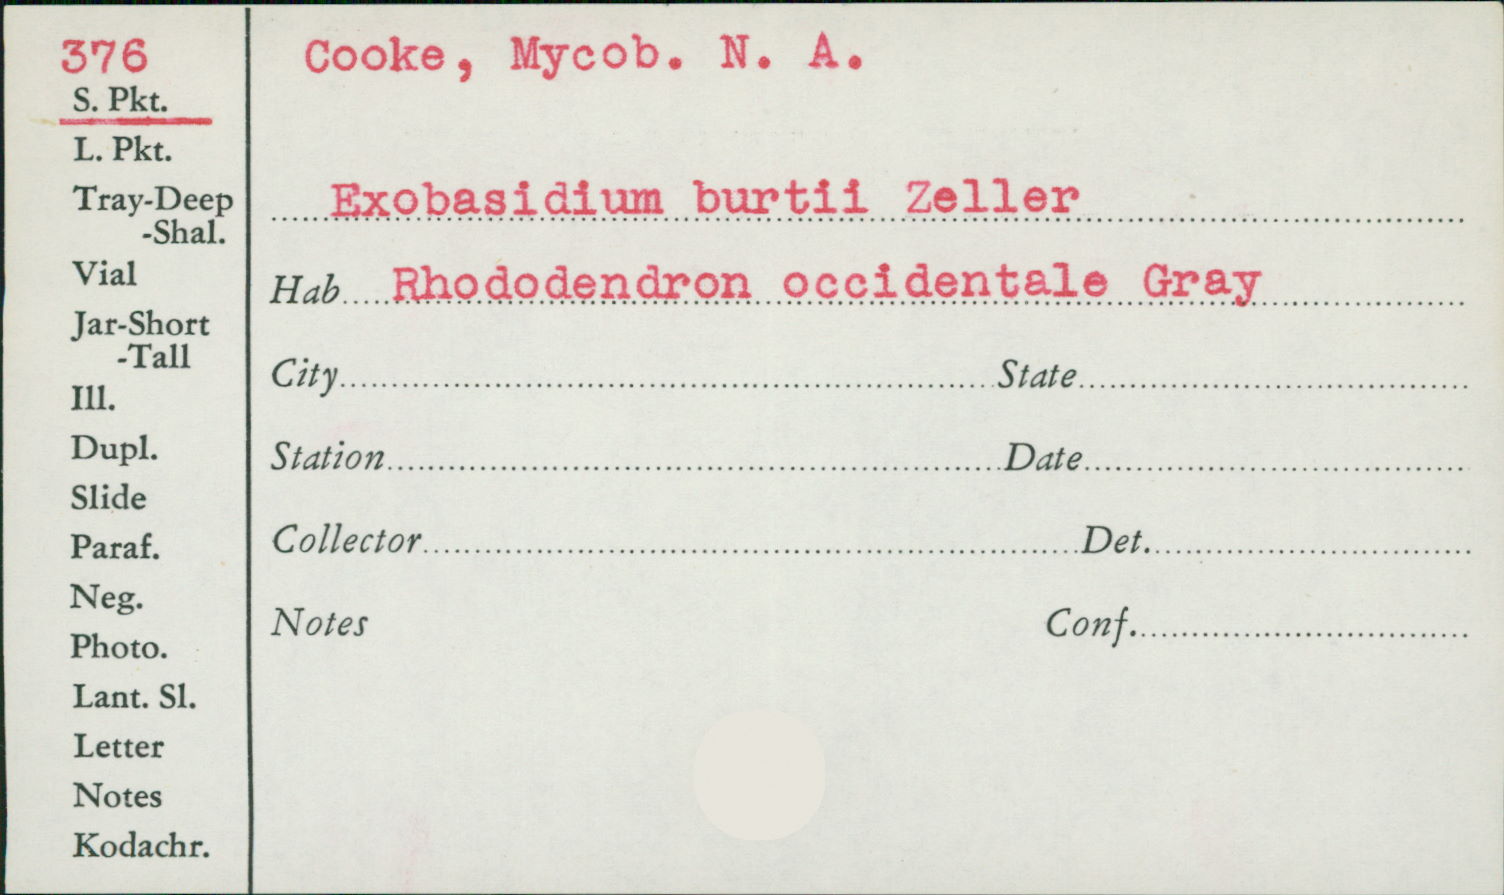 376
S. Pkt.
L. Pkt.
Tray-Deep
-Shal.
Vial
Jar-Short
-Tall
Ill.
Dupl.
Slide
Paraf.
Neg.
Photo.
Lant. Sl.
Letter
Notes
Kodachr.
Cooke, Mycob. N. A.
Exobasidium burtii Zeller
Hab Rhododendron occidentale Gray
City State
Station Date
Collector Det.
Notes Conf.